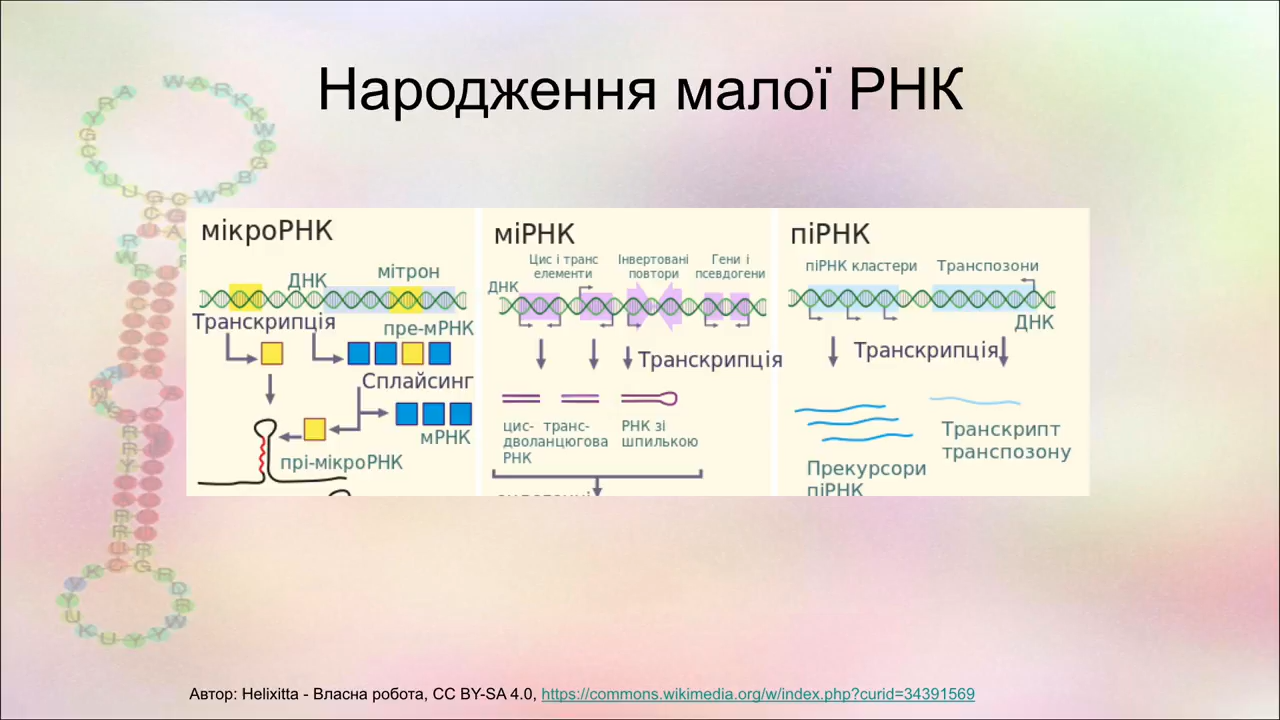 Народження малої РНК
мікроРНК
ДНК
мітрон
Транскрипція
пре-мРНК
Сплайсинг
мРНК
прі-мікроРНК
міРНК
Цис і транс
елементи
Інвертовані
повтори
Гени і
псевдогени
ДНК
Транскрипція
цис- транс-
дволанцюгова
РНК
РНК зі
шпилькою
піРНК
піРНК кластери
Транспозони
ДНК
Транскрипція
Прекурсори
піРНК
Транскрипт
транспозону
Автор: Helixitta - Власна робота, CC BY-SA 4.0, https://commons.wikimedia.org/w/index.php?curid=34391569